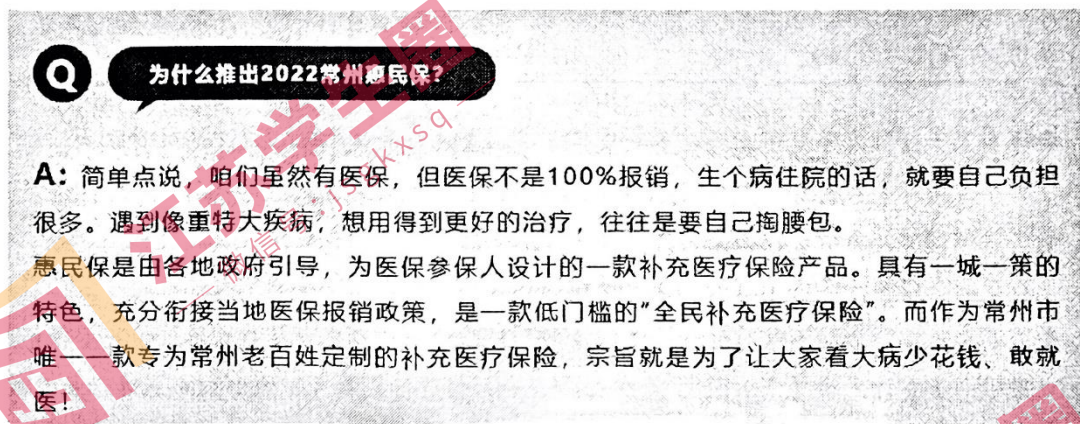 Q
为什么推出2022常州惠民保？
A：简单点说，咱们虽然有医保，但医保不是100%报销，生个病住院的话，就要自己负担
很多。遇到像重特大疾病，想用得到更好的治疗，往往是要自己掏腰包。
惠民保是由各地政府引导，为医保参保人设计的一款补充医疗保险产品。具有一城一策的
特色，充分衔接当地医保报销政策，是一款低门槛的“全民补充医疗保险”。而作为常州市
唯一一款专为常州老百姓定制的补充医疗保险，宗旨就是为了让大家看大病少花钱、敢就
医！
江苏学生圈
微信号：jsgkxsq